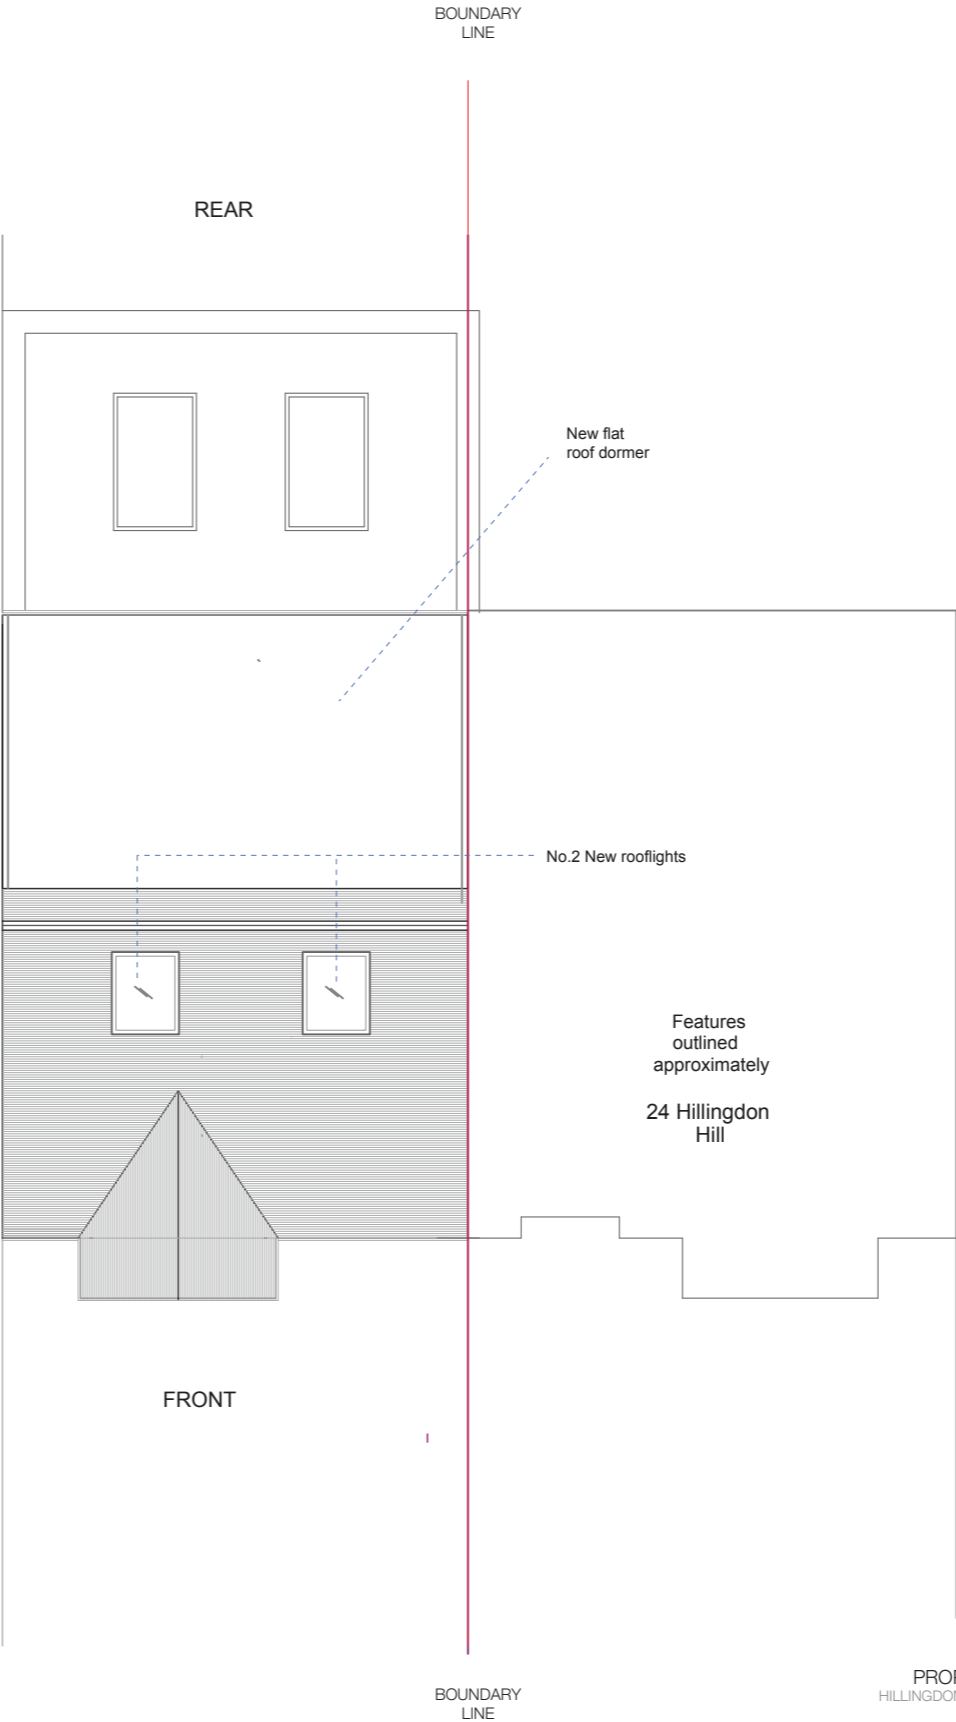 BOUNDARY
LINE
REAR
New flat
roof dormer
No.2 New rooflights
Features
outlined
approximately
24 Hillingdon
Hill
FRONT
BOUNDARY
LINE